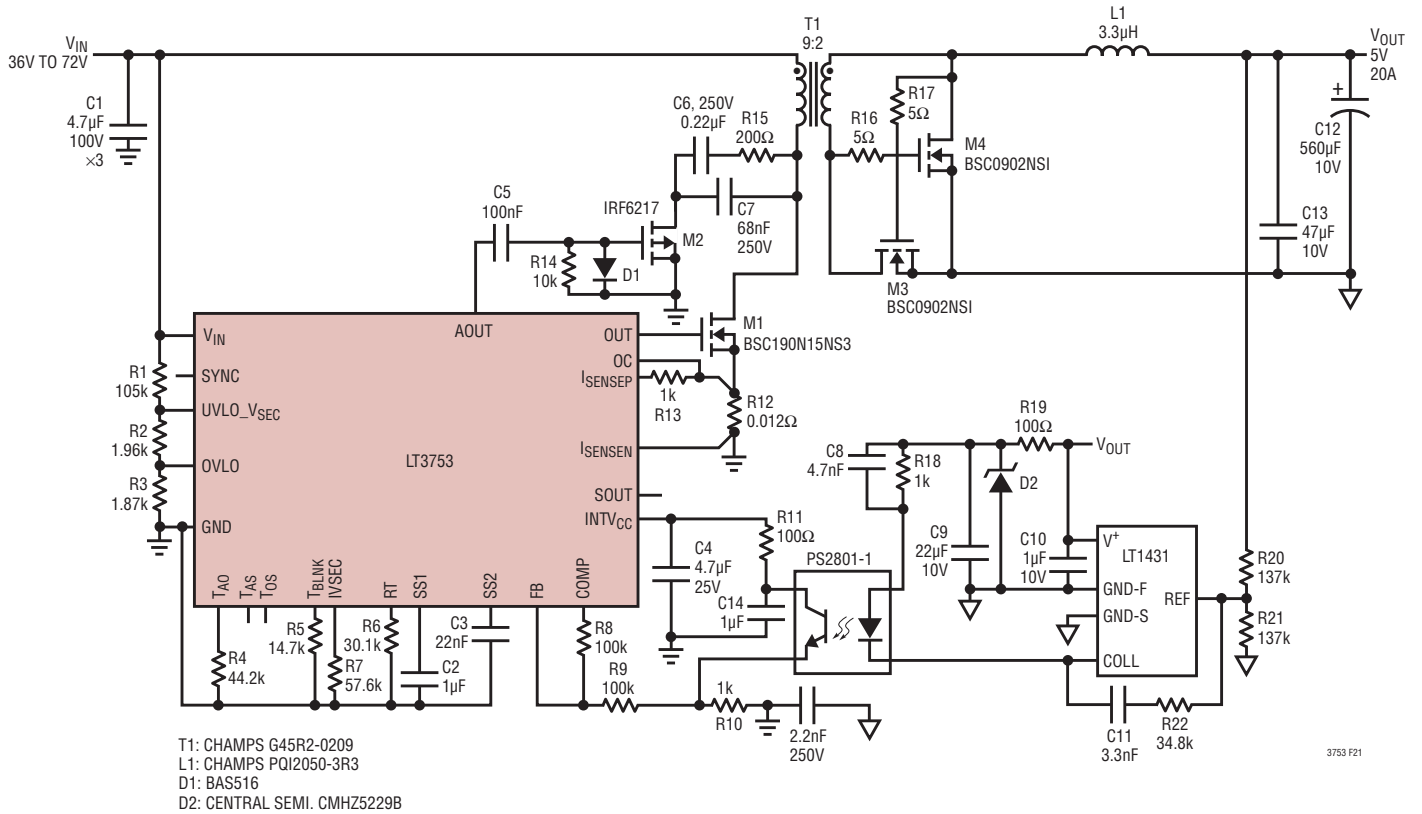 VIN
36V TO 72V
C1
4.7µF
100V
×3
T1
9:2
L1
3.3µH
VOUT
5V
20A
C6, 250V
0.22µF
R15
200Ω
C7
68nF
250V
C5
100nF
IRF6217
M2
R14
10k
D1
R17
5Ω
R16
5Ω
M4
BSC0902NSI
M3
BSC0902NSI
+
C12
560µF
10V
C13
47µF
10V
M1
BSC190N15NS3
R1
105k
R2
1.96k
R3
1.87k
VIN
SYNC
UVLO_VSEC
OVLO
GND
AOUT
LT3753
OUT
OC
ISENSEP
ISENSEN
SOUT
INTVCC
TAO
TAS
TOS
TBLNK
IVSEC
RT
SS1
SS2
FB
COMP
1k
R13
R12
0.012Ω
R4
44.2k
R5
14.7k
R7
57.6k
R6
30.1k
C2
1µF
C3
22nF
R8
100k
R9
100k
1k
R10
2.2nF
250V
C4
4.7µF
25V
R11
100Ω
C14
1µF
PS2801-1
C8
4.7nF
R18
1k
R19
100Ω
VOUT
D2
C9
22µF
10V
C10
1µF
10V
V+
LT1431
GND-F
GND-S
REF
COLL
R20
137k
R21
137k
C11
3.3nF
R22
34.8k
3753 F21
T1: CHAMPS G45R2-0209
L1: CHAMPS PQI2050-3R3
D1: BAS516
D2: CENTRAL SEMI. CMHZ5229B